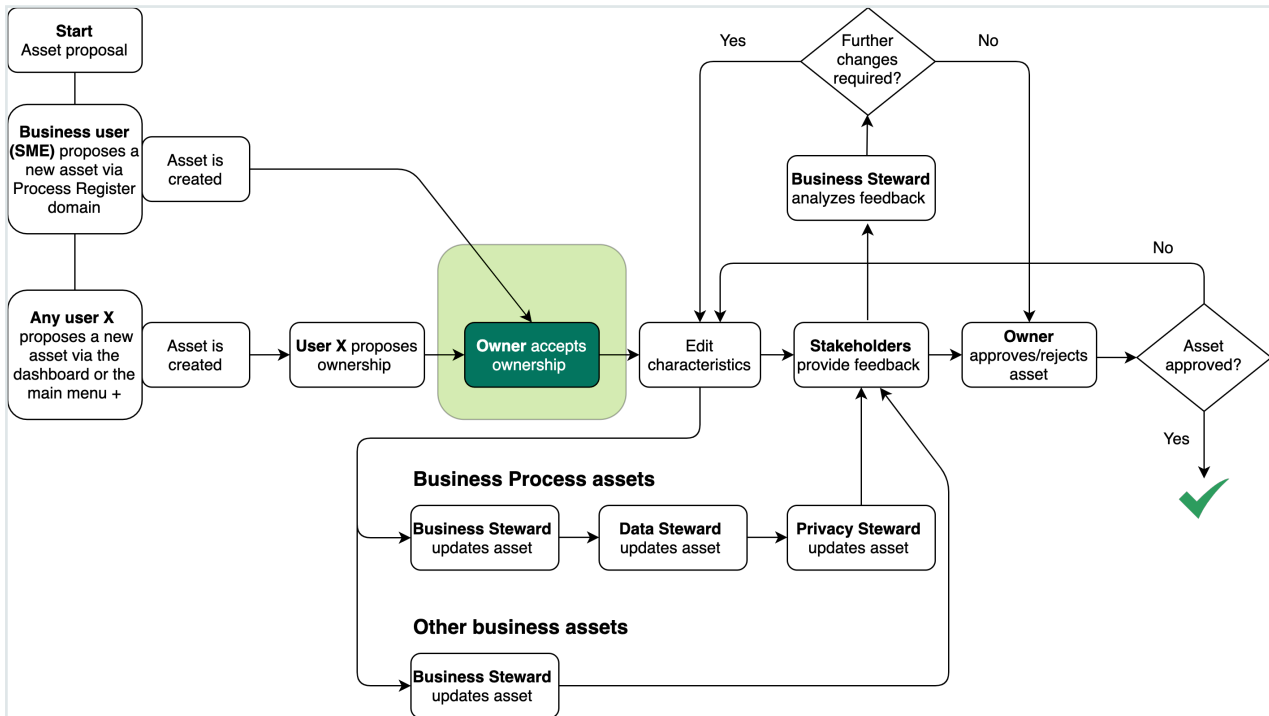 Start
Asset proposal
Business user
(SME) proposes a
new asset via
Process Register
domain
Asset is
created
Any user X
proposes a new
asset via the
dashboard or the
main menu +
Asset is
created
User X proposes
ownership
Owner accepts
ownership
Edit
characteristics
Stakeholders
provide feedback
Business Steward
analyzes feedback
Further
changes
required?
Yes
No
Owner
approves/rejects
asset
Asset
approved?
No
Yes
Business Process assets
Business Steward
updates asset
Data Steward
updates asset
Privacy Steward
updates asset
Other business assets
Business Steward
updates asset